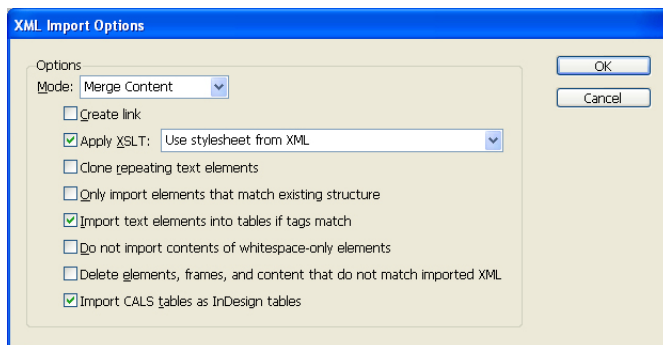 XML Import Options
Options
Mode: Merge Content
Create link
Apply XSLT: Use stylesheet from XML
Clone repeating text elements
Only import elements that match existing structure
Import text elements into tables if tags match
Do not import contents of whitespace-only elements
Delete elements, frames, and content that do not match imported XML
Import CALS tables as InDesign tables
OK
Cancel